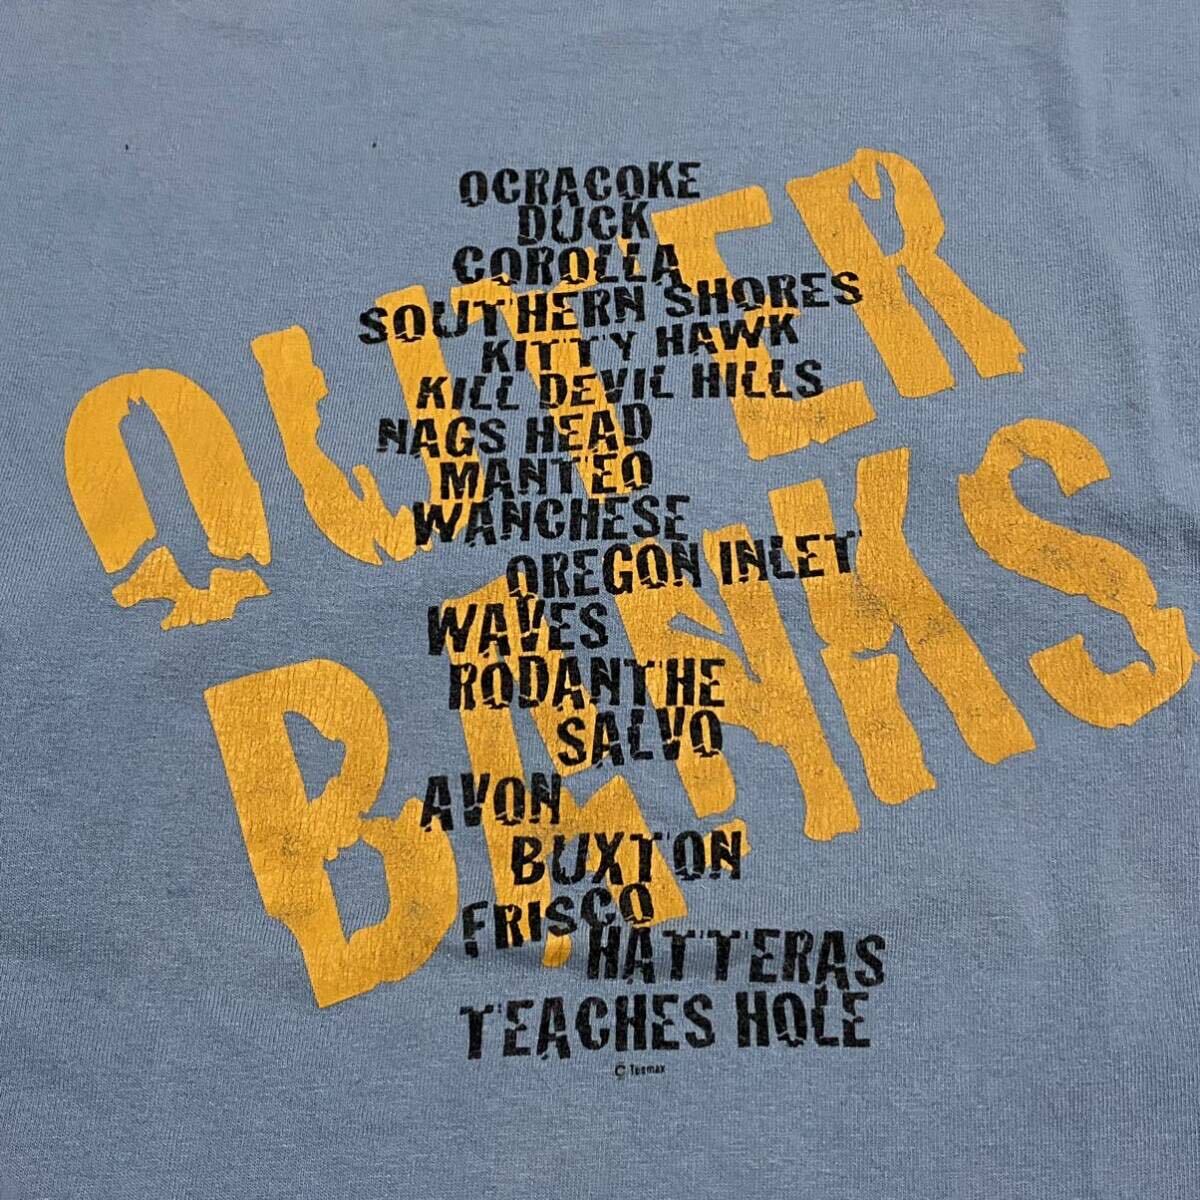 OUTER
BANKS
OCRACOKE
DUCK
COROLLA
SOUTHERN SHORES
KITTY HAWK
KILL DEVIL HILLS
NAGS HEAD
MANTEO
WANCHESE
OREGON INLET
WAVES
RODANTHE
SALVO
AVON
BUXTON
FRISCO
HATTERAS
TEACHES HOLE
© Teemax